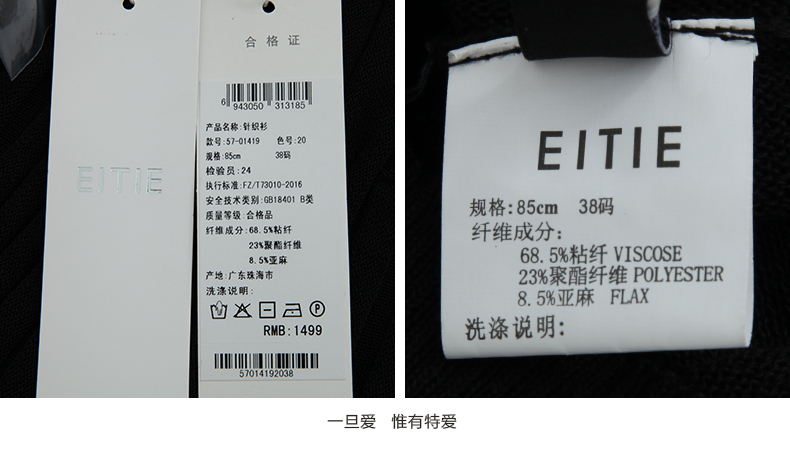 EITIE
合格证
6 943050 313185
产品名称:针织衫
款号:57-01419 色号:20
规格:85cm 38码
检验员:24
执行标准:FZ/T73010-2016
安全技术类别:GB18401 B类
质量等级:合格品
纤维成分:68.5%粘纤
23%聚酯纤维
8.5%亚麻
产地:广东珠海市
洗涤说明:
RMB:1499
57014192038
EITIE
规格:85cm 38码
纤维成分:
68.5%粘纤 VISCOSE
23%聚酯纤维 POLYESTER
8.5%亚麻 FLAX
洗涤说明:
一旦爱 惟有特爱